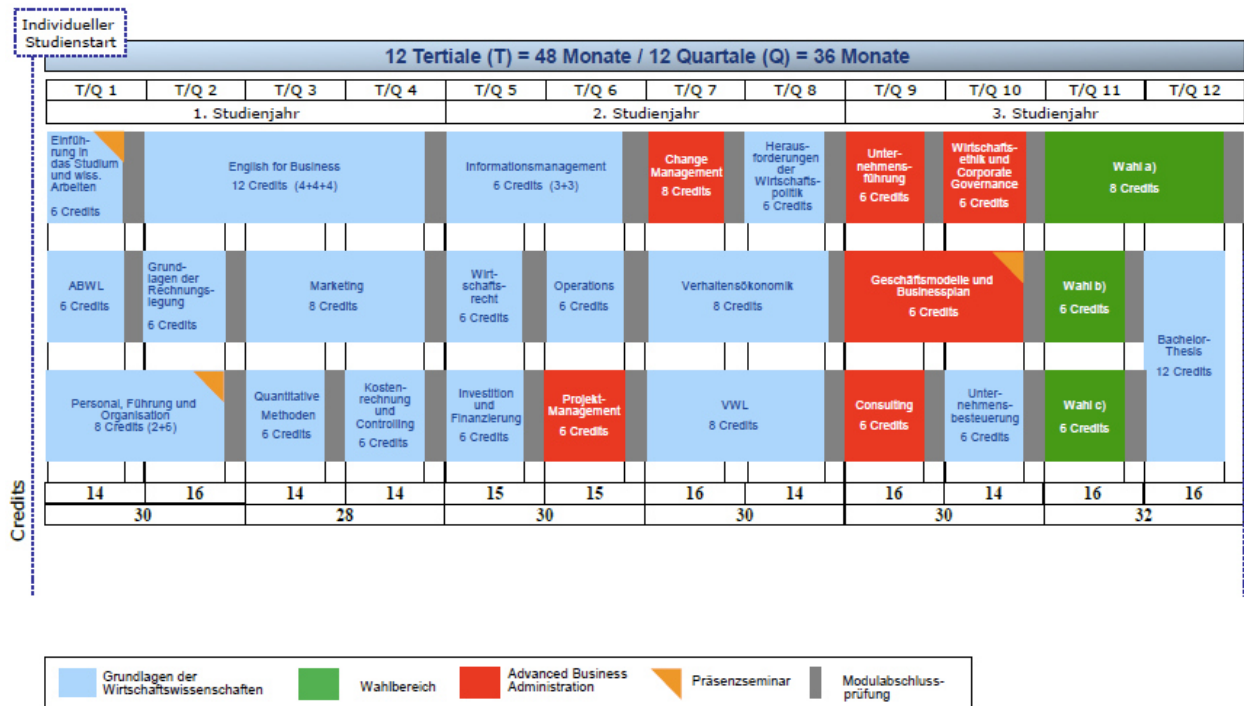 Individueller
Studienstart
12 Tertiale (T) = 48 Monate / 12 Quartale (Q) = 36 Monate
T/Q 1 T/Q 2 T/Q 3 T/Q 4 T/Q 5 T/Q 6 T/Q 7 T/Q 8 T/Q 9 T/Q 10 T/Q 11 T/Q 12
1. Studienjahr 2. Studienjahr 3. Studienjahr
Einfüh-
rung in
das Studium
und wiss.
Arbeiten
6 Credits
English for Business
12 Credits (4+4+4)
Informationsmanagement
6 Credits (3+3)
Change
Management
8 Credits
Heraus-
forderungen
der
Wirtschafts-
politik
6 Credits
Unter-
nehmens-
führung
6 Credits
Wirtschafts-
ethik und
Corporate
Governance
6 Credits
Wahl a)
8 Credits
ABWL
6 Credits
Grund-
lagen der
Rechnungs-
legung
6 Credits
Marketing
8 Credits
Wirt-
schafts-
recht
6 Credits
Operations
6 Credits
Verhaltensökonomik
8 Credits
Geschäftsmodelle und
Businessplan
6 Credits
Wahl b)
6 Credits
Bachelor-
Thesis
12 Credits
Personal, Führung und
Organisation
8 Credits (2+6)
Quantitative
Methoden
6 Credits
Kosten-
rechnung
und
Controlling
6 Credits
Investition
und
Finanzierung
6 Credits
Projekt-
Management
6 Credits
VWL
8 Credits
Consulting
6 Credits
Unter-
nehmens-
besteuerung
6 Credits
Wahl c)
6 Credits
Credits
14 16 14 14 15 15 16 14 16 14 16 16
30 28 30 30 30 32
Grundlagen der
Wirtschaftswissenschaften
Wahlbereich
Advanced Business
Administration
Präsenzseminar
Modulabschluss-
prüfung